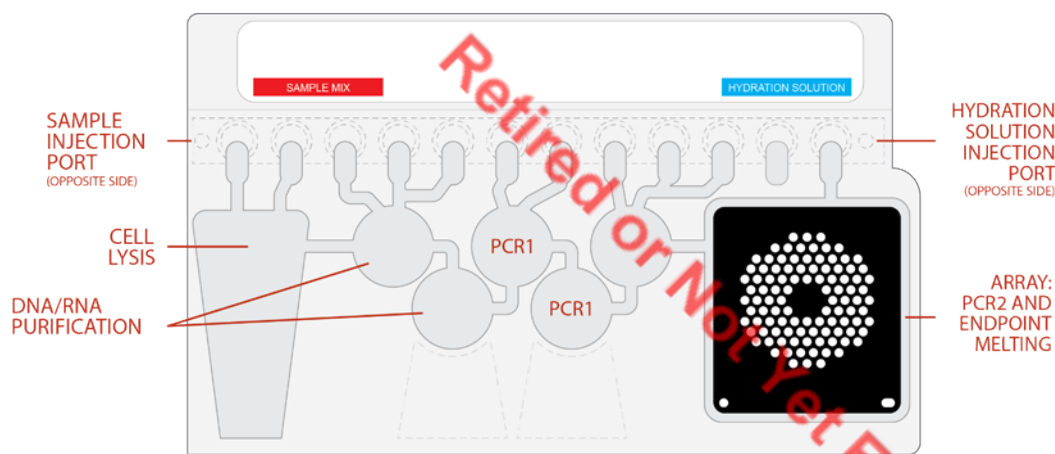 SAMPLE MIX
HYDRATION SOLUTION
SAMPLE
INJECTION
PORT
(OPPOSITE SIDE)
HYDRATION
SOLUTION
INJECTION
PORT
(OPPOSITE SIDE)
CELL
LYSIS
PCR1
DNA/RNA
PURIFICATION
PCR1
ARRAY:
PCR2 AND
ENDPOINT
MELTING
Retired or Not Yet